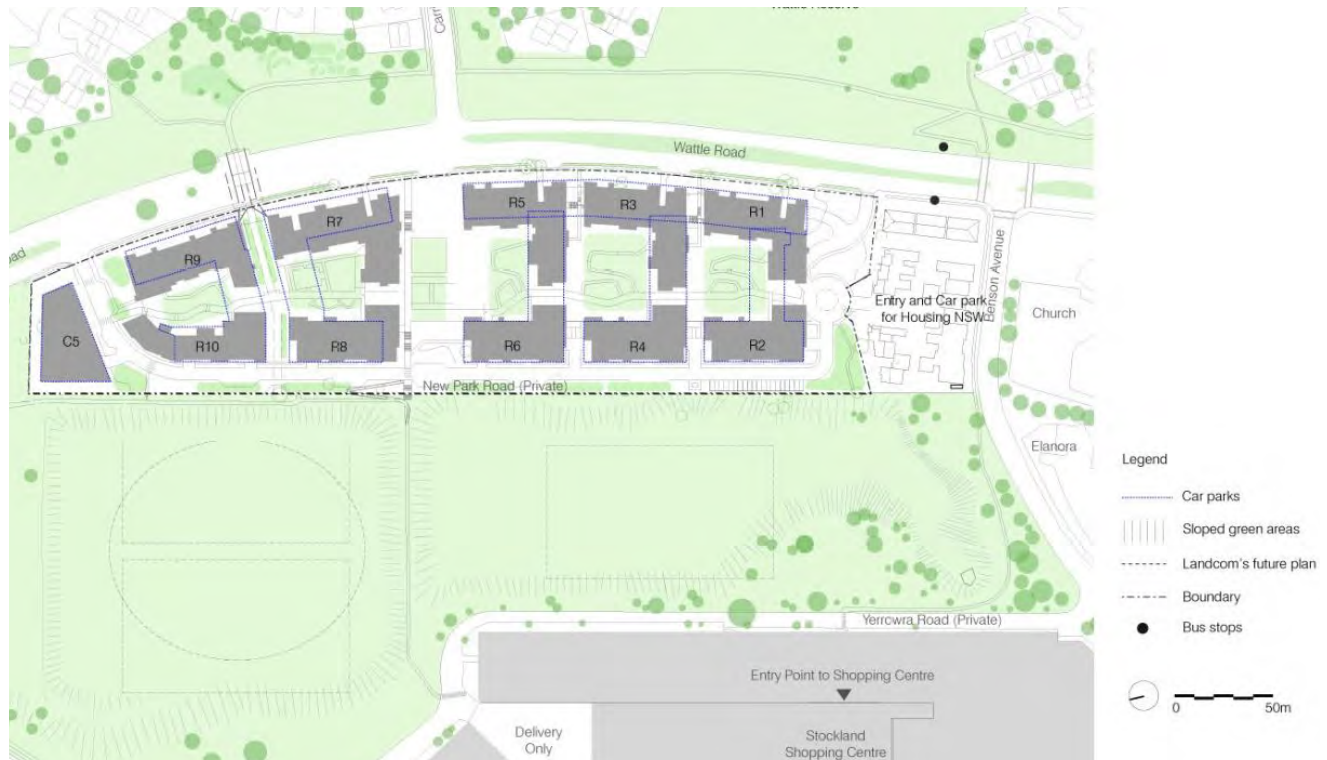 Wattle Reserve
Wattle Road
R5
R3
R1
R7
R9
Benson Avenue
Entry and Car park
for Housing NSW
Church
C5
R10
R8
R6
R4
R2
New Park Road (Private)
Elanora
Legend
Car parks
Sloped green areas
Landcom's future plan
Boundary
Bus stops
0
50m
Yerrowra Road (Private)
Entry Point to Shopping Centre
Delivery
Only
Stockland
Shopping Centre